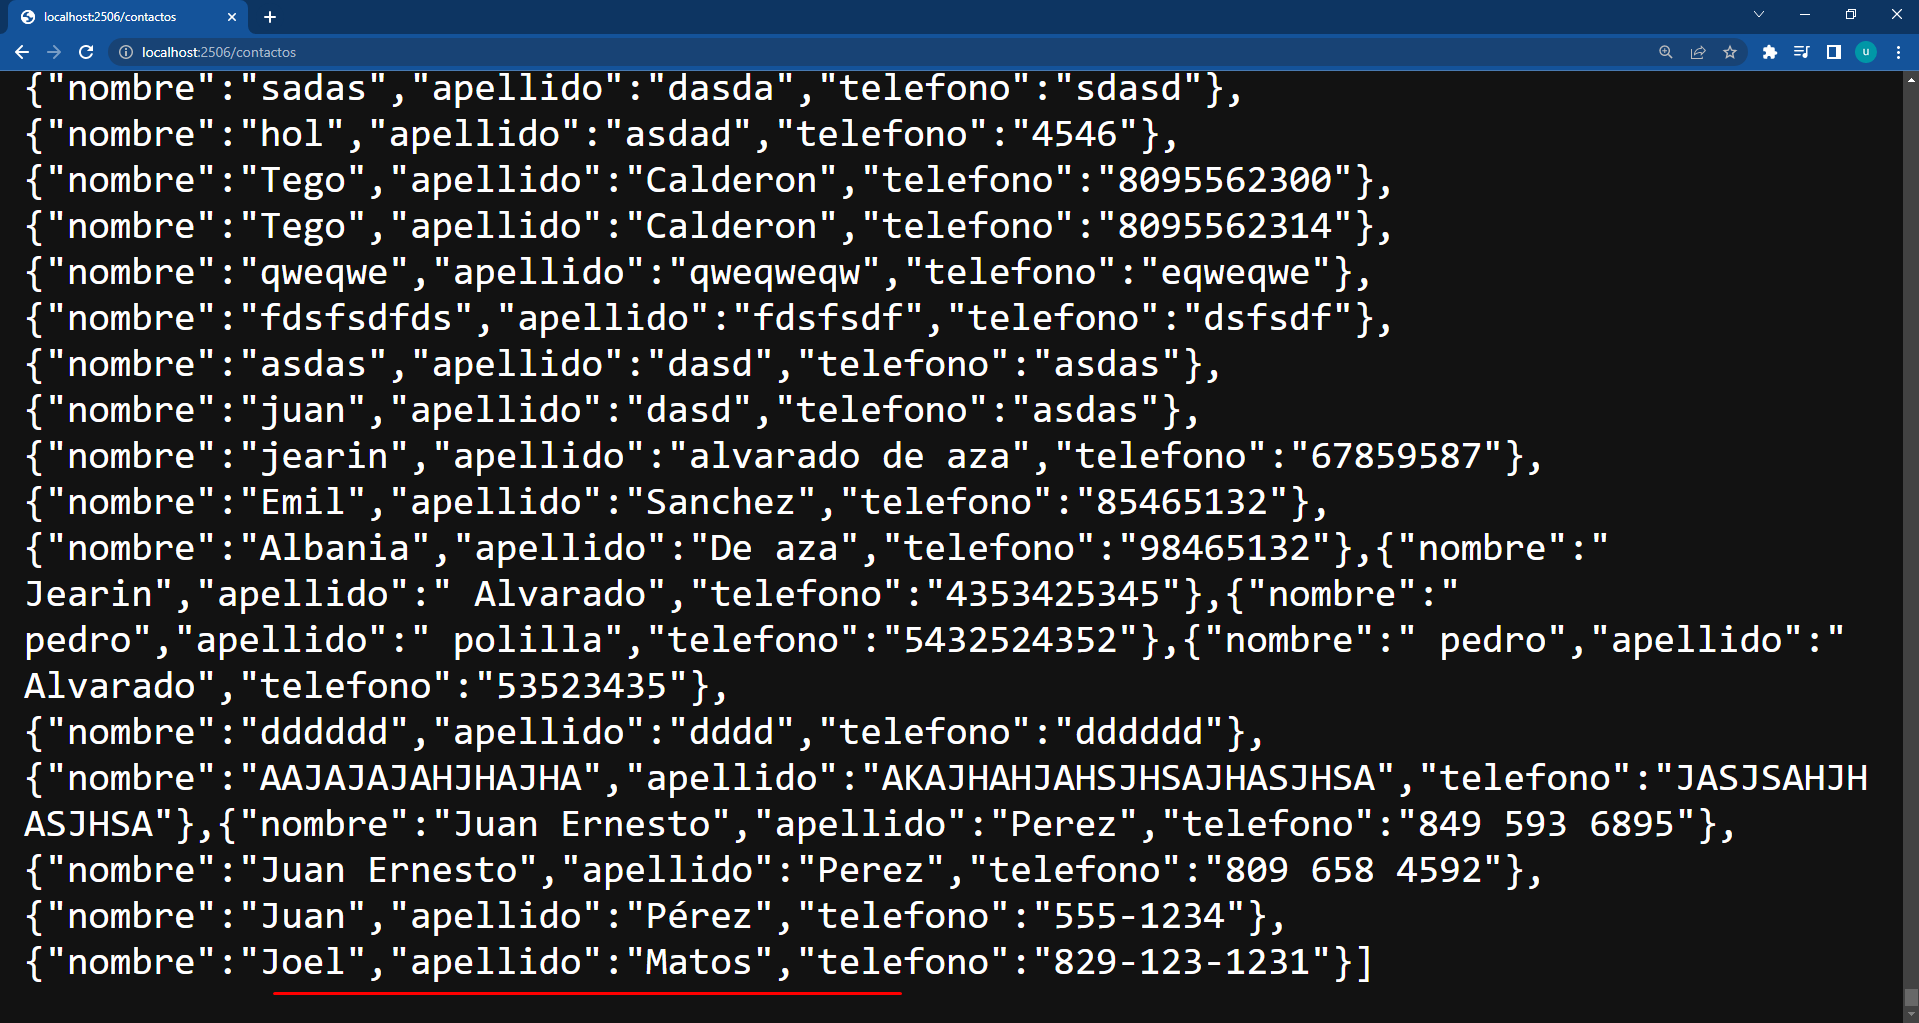 localhost:2506/contactos
localhost:2506/contactos
u
{"nombre":"sadas","apellido":"dasda","telefono":"sdasd"},
{"nombre":"hol","apellido":"asdad","telefono":"4546"},
{"nombre":"Tego","apellido":"Calderon","telefono":"8095562300"},
{"nombre":"Tego","apellido":"Calderon","telefono":"8095562314"},
{"nombre":"qweqwe","apellido":"qweqweqw","telefono":"eqweqwe"},
{"nombre":"fdsfsdfds","apellido":"fdsfsdf","telefono":"dsfsdf"},
{"nombre":"asdas","apellido":"dasd","telefono":"asdas"},
{"nombre":"juan","apellido":"dasd","telefono":"asdas"},
{"nombre":"jearin","apellido":"alvarado de aza","telefono":"67859587"},
{"nombre":"Emil","apellido":"Sanchez","telefono":"85465132"},
{"nombre":"Albania","apellido":"De aza","telefono":"98465132"},{"nombre":"
Jearin","apellido":" Alvarado","telefono":"4353425345"},{"nombre":"
pedro","apellido":" polilla","telefono":"5432524352"},{"nombre":" pedro","apellido":"
Alvarado","telefono":"53523435"},
{"nombre":"dddddd","apellido":"dddd","telefono":"dddddd"},
{"nombre":"AAJAJAJAHJHAJHA","apellido":"AKAJHAHJAHSJHSAJHASJHSA","telefono":"JASJSAHJH
ASJHSA"},{"nombre":"Juan Ernesto","apellido":"Perez","telefono":"849 593 6895"},
{"nombre":"Juan Ernesto","apellido":"Perez","telefono":"809 658 4592"},
{"nombre":"Juan","apellido":"Pérez","telefono":"555-1234"},
{"nombre":"Joel","apellido":"Matos","telefono":"829-123-1231"}]